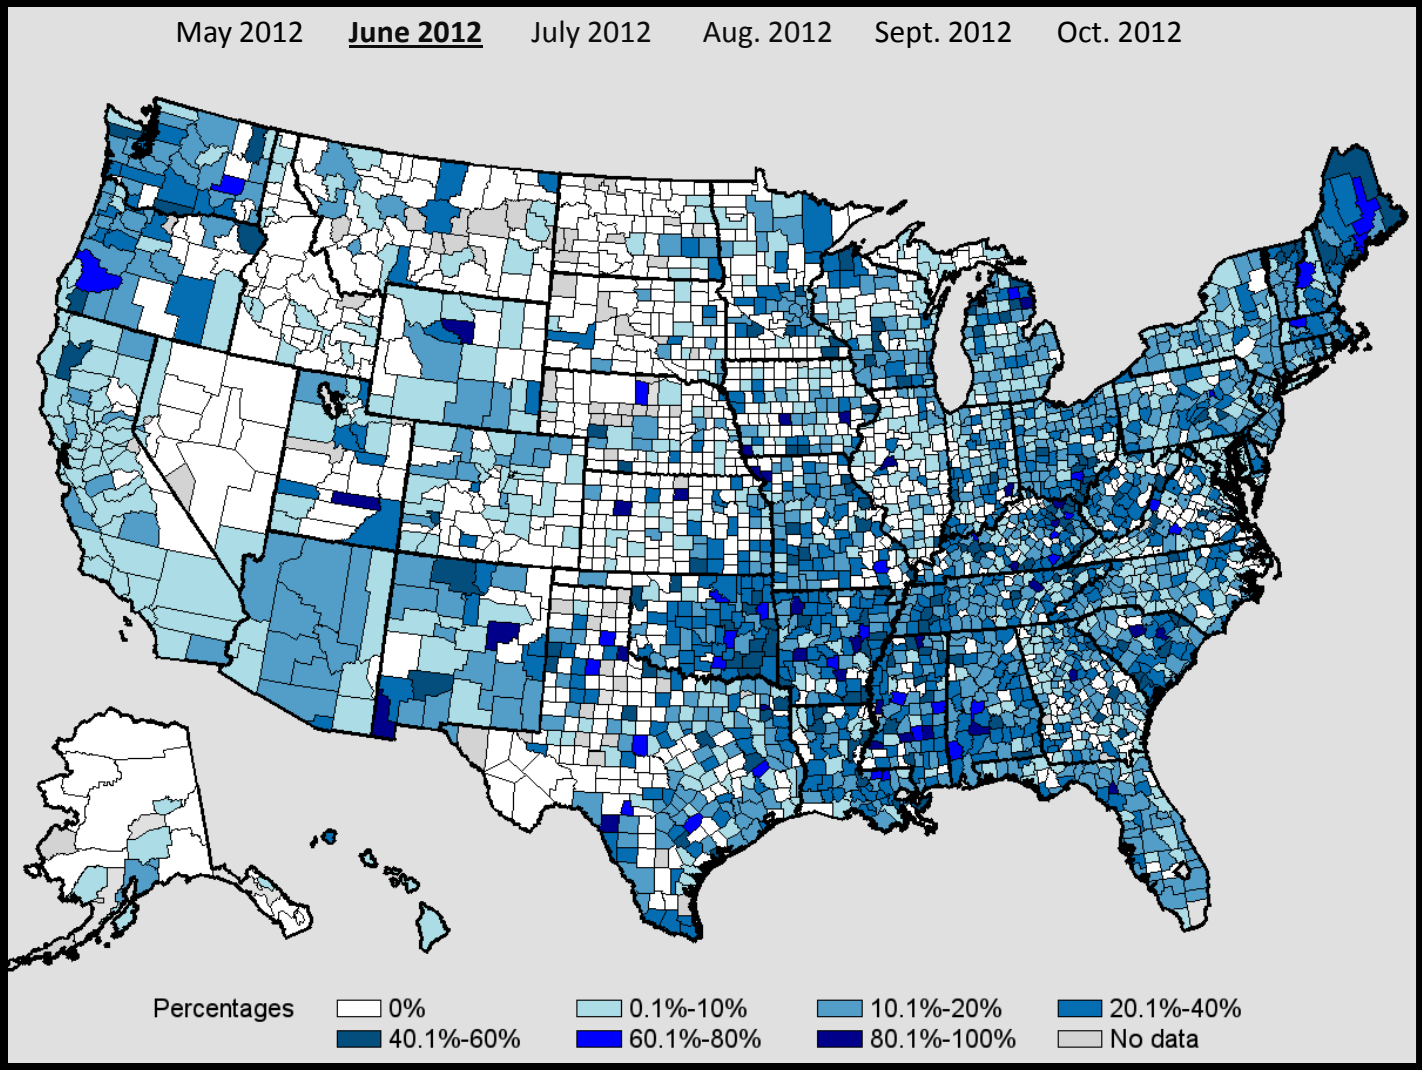 May 2012 June 2012 July 2012 Aug. 2012 Sept. 2012 Oct. 2012
Percentages 0% 0.1%-10% 10.1%-20% 20.1%-40%
40.1%-60% 60.1%-80% 80.1%-100% No data